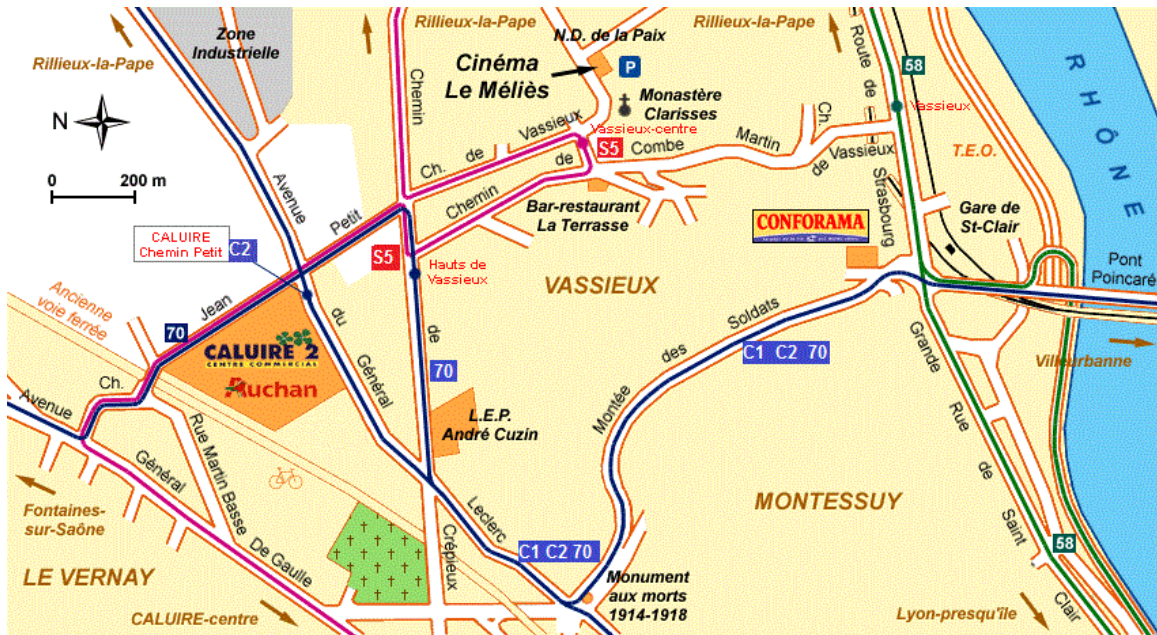 Rillieux-la-Pape
Zone
Industrielle
Rillieux-la-Pape
Rillieux-la-Pape
N.D. de la Paix
Cinéma
Le Méliès
P
Monastère
Clarisses
58
Route de
Strasbourg
Vassieux
RHÔNE
N
0 200 m
Chemin
Ch. de Vassieux
Vassieux-centre
S5
Combe Martin
Ch. de Vassieux
T.E.O.
Chemin de
Bar-restaurant
La Terrasse
CONFORAMA
Gare de
St-Clair
Pont
Poincaré
Avenue
Petit
CALUIRE
Chemin Petit
C2
S5
Hauts de
Vassieux
VASSIEUX
Ancienne
voie ferrée
Jean
70
du
de
Soldats
C1 C2 70
des
Montée
CALUIRE 2
CENTRE COMMERCIAL
Auchan
Général
70
Villeurbanne
Ch.
Avenue
L.E.P.
André Cuzin
Grande
Rue
de
Saint
Clair
Rue Martin Basse
Général
De Gaulle
Fontaines-
sur-Saône
Leclerc
MONTESSUY
C1 C2 70
58
Crépieux
LE VERNAY
Monument
aux morts
1914-1918
CALUIRE-centre
Lyon-presqu'île